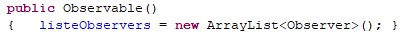 public Observable()
{   listeObservers = new ArrayList<Observer>(); }